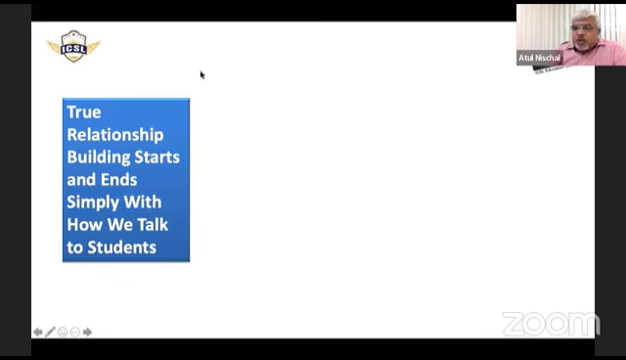 ICSL
Atul Nischal
True
Relationship
Building Starts
and Ends
Simply With
How We Talk
to Students
zoom